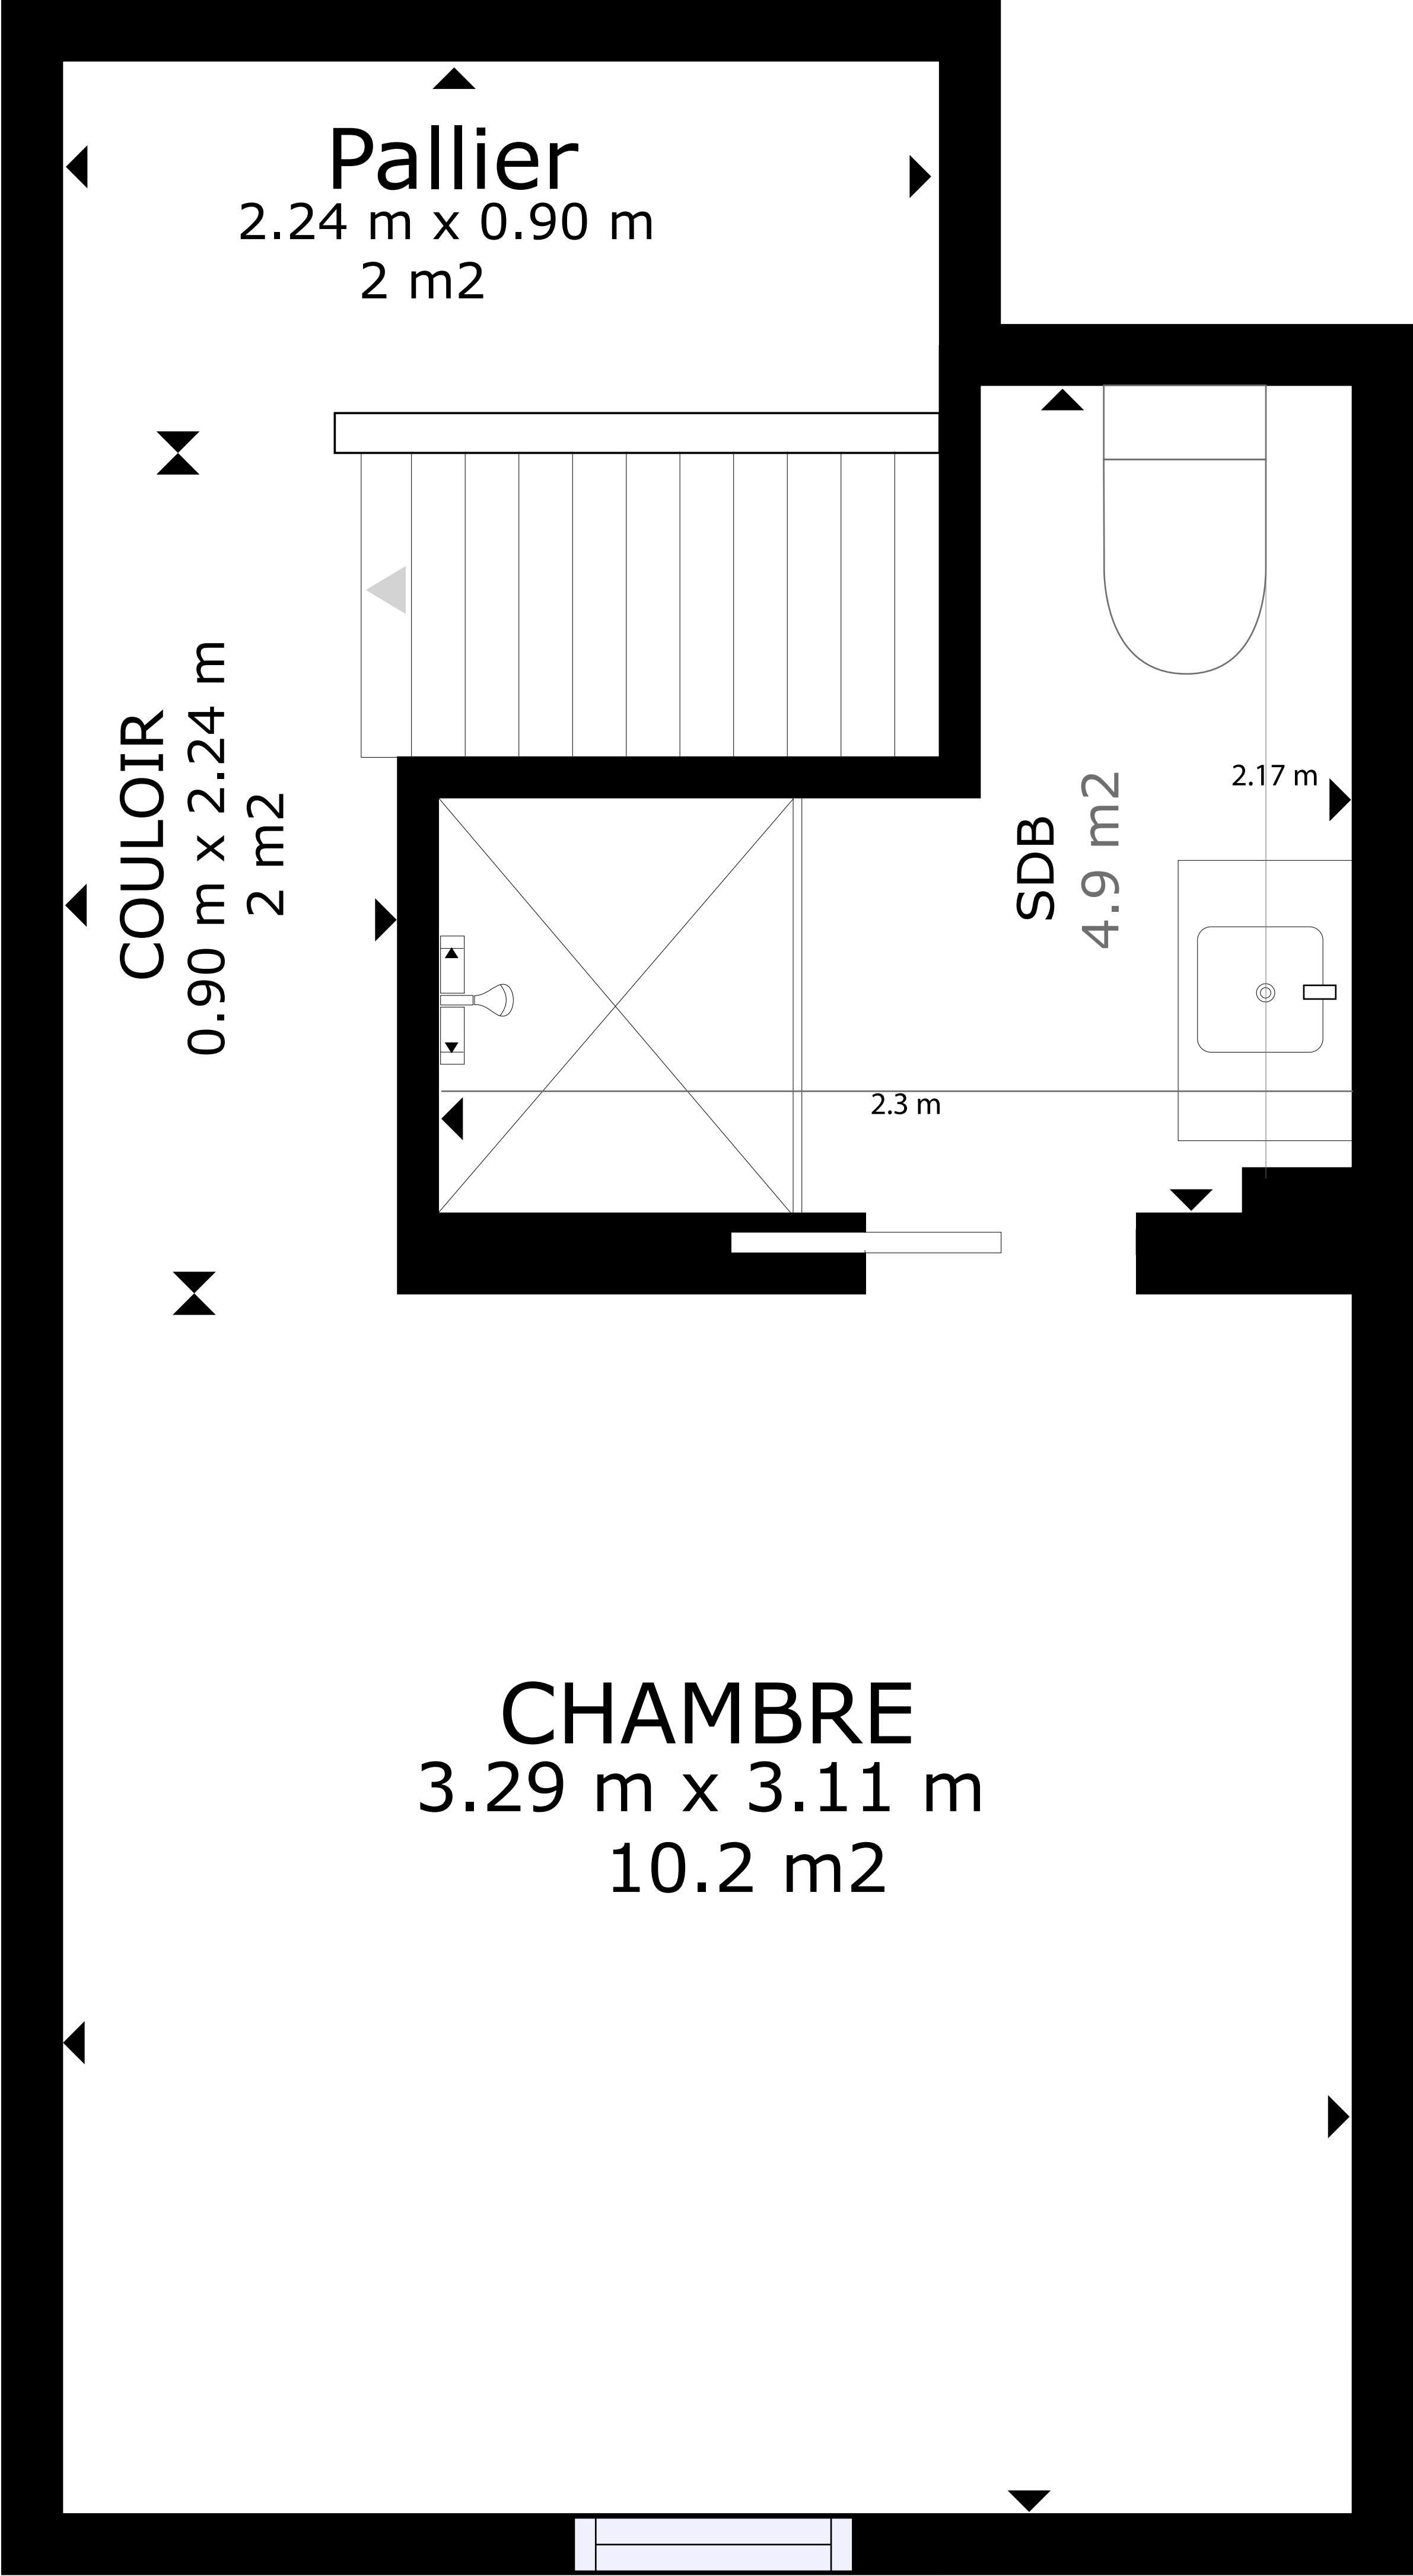 Pallier
2.24 m x 0.90 m
2 m2
COULOIR
0.90 m x 2.24 m
2 m2
SDB
4.9 m2
2.17 m
2.3 m
CHAMBRE
3.29 m x 3.11 m
10.2 m2